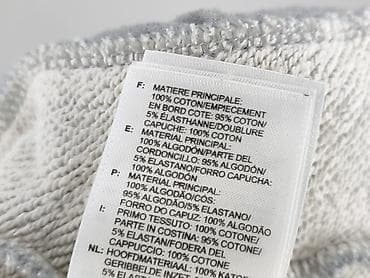 F: MATIERE PRINCIPALE:
100% COTON/EMPIECEMENT
EN BORD COTE: 95% COTON/
5% ÉLASTHANNE/DOUBLURE
CAPUCHE: 100% COTON
E: MATERIAL PRINCIPAL:
100% ALGODÓN/PARTE DEL
CORDONCILLO: 95% ALGODÓN/
5% ELASTANO/FORRO CAPUCHA:
100% ALGODÓN
P: MATERIAL PRINCIPAL:
100% ALGODÃO/CÓS:
95% ALGODÃO/5% ELASTANO/
FORRO DO CAPUZ: 100% ALGODÃO
I: PRIMO TESSUTO: 100% COTONE/
PARTE IN COSTINA: 95% COTONE/
5% ELASTAN/FODERA DEL
CAPPUCCIO: 100% COTONE
NL: HOOFDMATERIAAL: 100% KATOEN
GERIBBELDE INZET